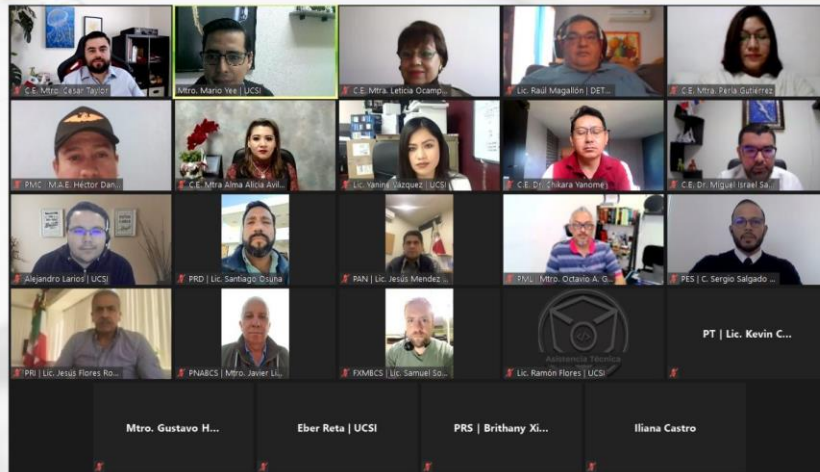 C.E. Mtro. César Taylor
Mtro. Mario Yee | UCSI
C.E. Mtra. Leticia Ocamp...
Lic. Raúl Magallón | DET...
C.E. Mtra. Perla Gutiérrez
PMC | M.A.E. Héctor Dan...
C.E. Mtra Alma Alicia Avil...
Lic. Yanine Vázquez | UCSI
C.E. Dr. Chikara Yanome
C.E. Dr. Miguel Israel Sa...
Alejandro Larios | UCSI
PRD | Lic. Santiago Osuna
PAN | Lic. Jesús Mendez ...
PML | Mtro. Octavio A. G...
PES | C. Sergio Salgado ...
PRI | Lic. Jesús Flores Ro...
PNABCS | Mtro. Javier Li...
FXMBCS | Lic. Samuel So...
Asistencia Técnica
Lic. Ramón Flores | UCSI
PT | Lic. Kevin C...
Mtro. Gustavo H...
Eber Reta | UCSI
PRS | Brithany Xi...
Iliana Castro